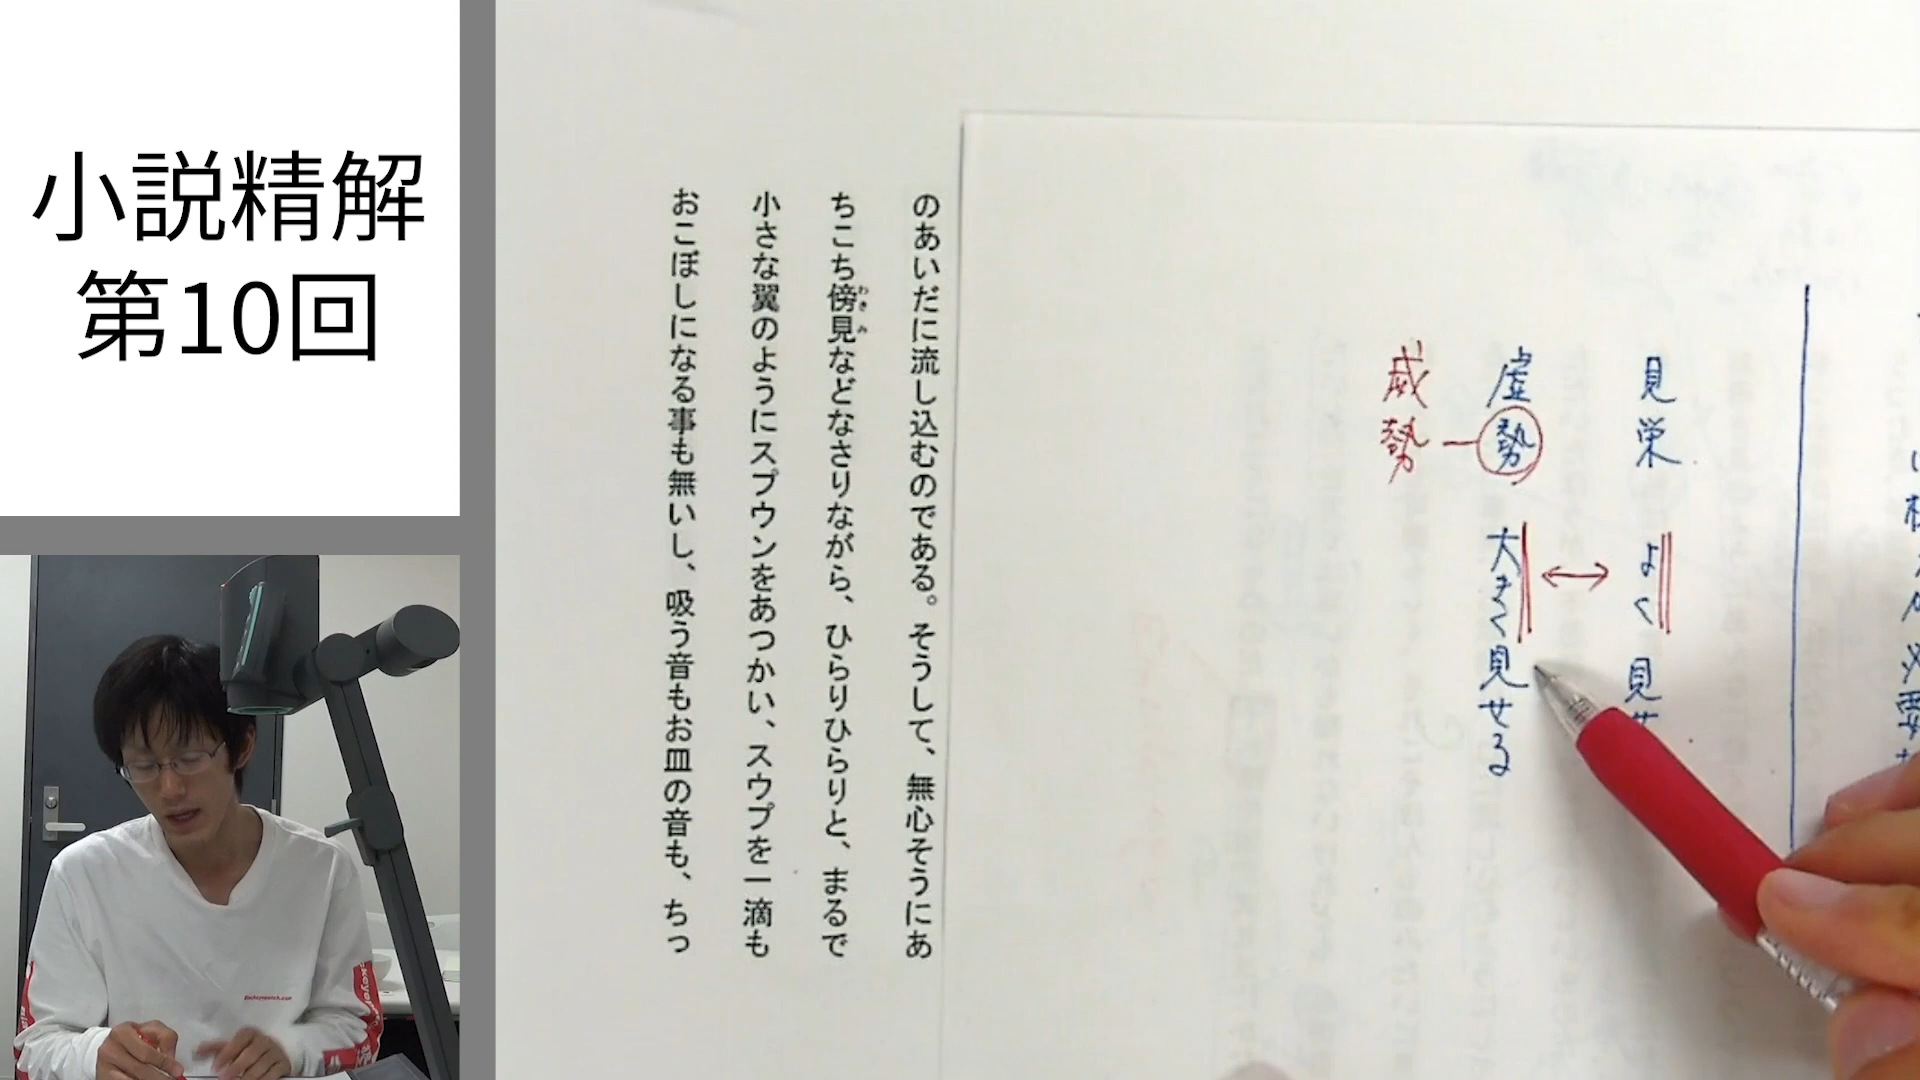 小説精解
第10回
見栄
よく見せ
虚勢
大きく見せる
威勢
のあいだに流し込むのである。そうして、無心そうにあ
ちこち傍見などなさりながら、ひらりひらりと、まるで
わきみ
小さな翼のようにスプウンをあつかい、スウプを一滴も
おこぼしになる事も無いし、吸う音もお皿の音も、ちっ